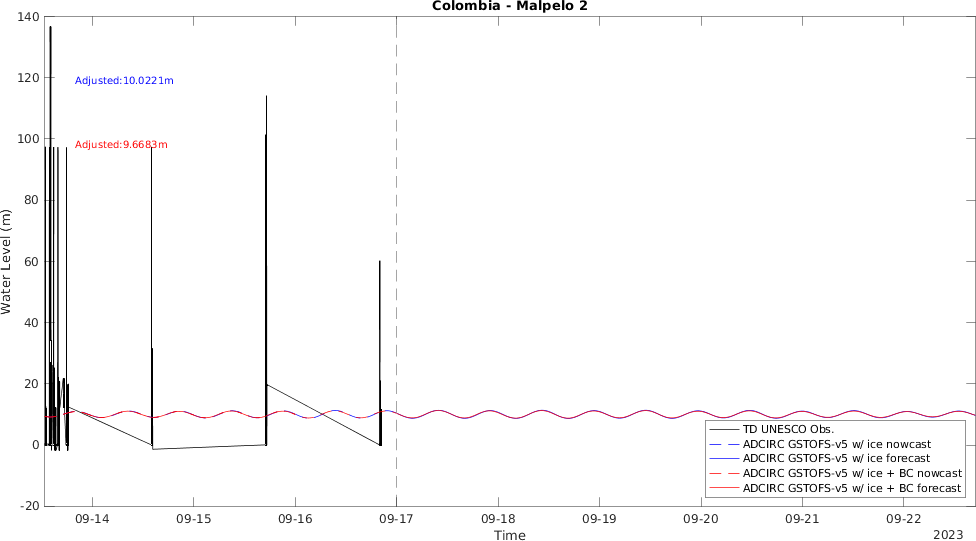 Colombia - Malpelo 2
140
120
100
80
60
40
20
0
-20
Water Level (m)
Adjusted:10.0221m
Adjusted:9.6683m
TD UNESCO Obs.
ADCIRC GSTOFS-v5 w/ ice nowcast
ADCIRC GSTOFS-v5 w/ ice forecast
ADCIRC GSTOFS-v5 w/ ice + BC nowcast
ADCIRC GSTOFS-v5 w/ ice + BC forecast
09-14 09-15 09-16 09-17 09-18 09-19 09-20 09-21 09-22
Time
2023